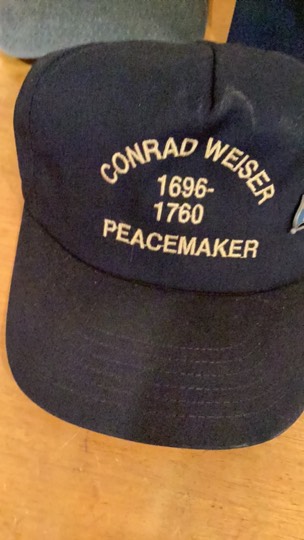 CONRAD WEISER
1696-
1760
PEACEMAKER